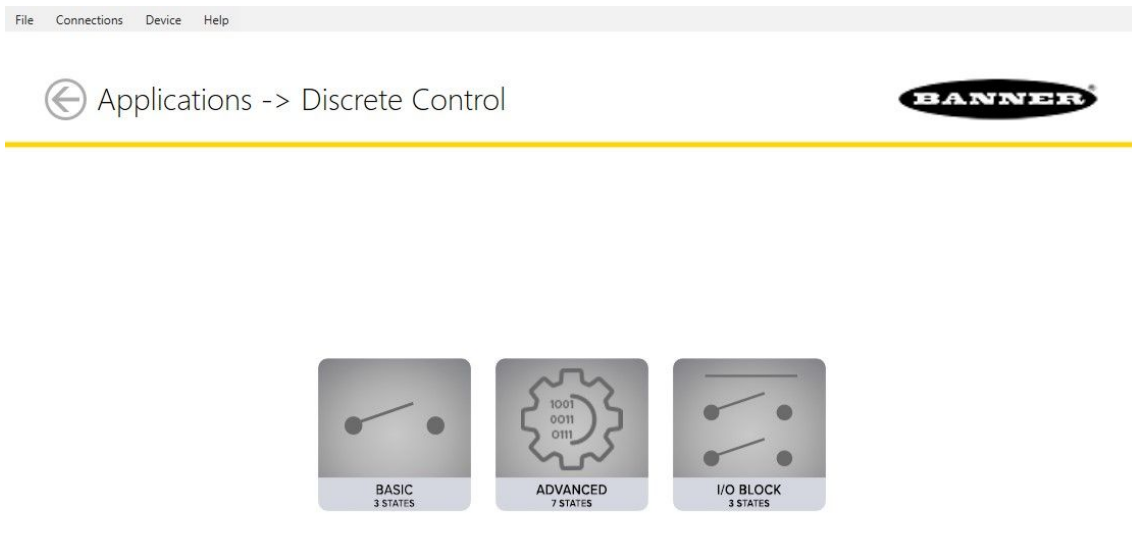 File Connections Device Help
Applications -> Discrete Control
BANNER®
1001
0011
0111
BASIC
3 STATES
ADVANCED
7 STATES
I/O BLOCK
3 STATES